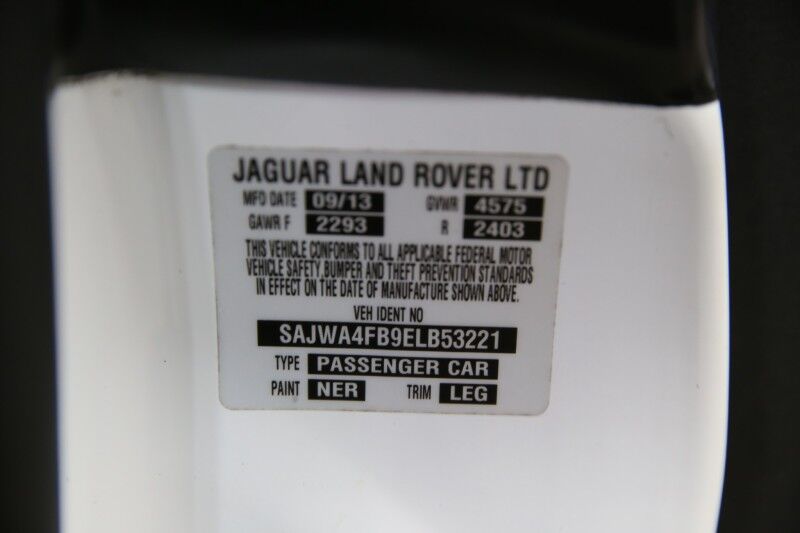 JAGUAR LAND ROVER LTD
MFD DATE 09/13 GVWR 4575
GAWR F 2293 R 2403
THIS VEHICLE CONFORMS TO ALL APPLICABLE FEDERAL MOTOR
VEHICLE SAFETY, BUMPER AND THEFT PREVENTION STANDARDS
IN EFFECT ON THE DATE OF MANUFACTURE SHOWN ABOVE.
VEH IDENT NO
SAJWA4FB9ELB53221
TYPE PASSENGER CAR
PAINT NER TRIM LEG